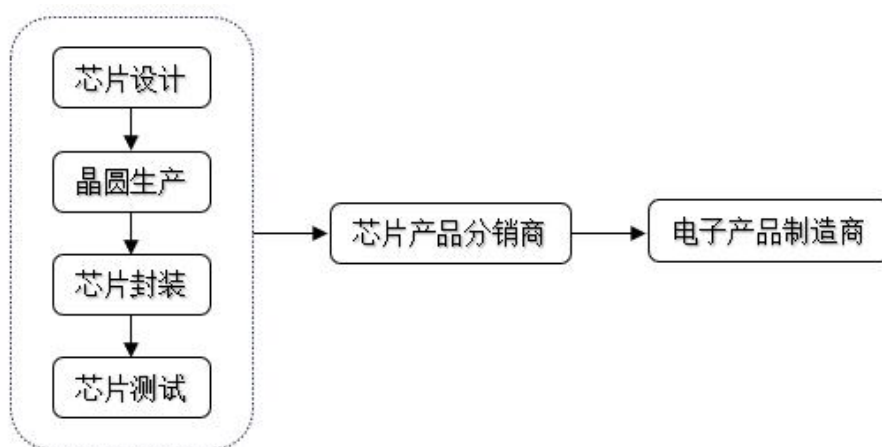 芯片设计
晶圆生产
芯片封装
芯片测试
芯片产品分销商
电子产品制造商